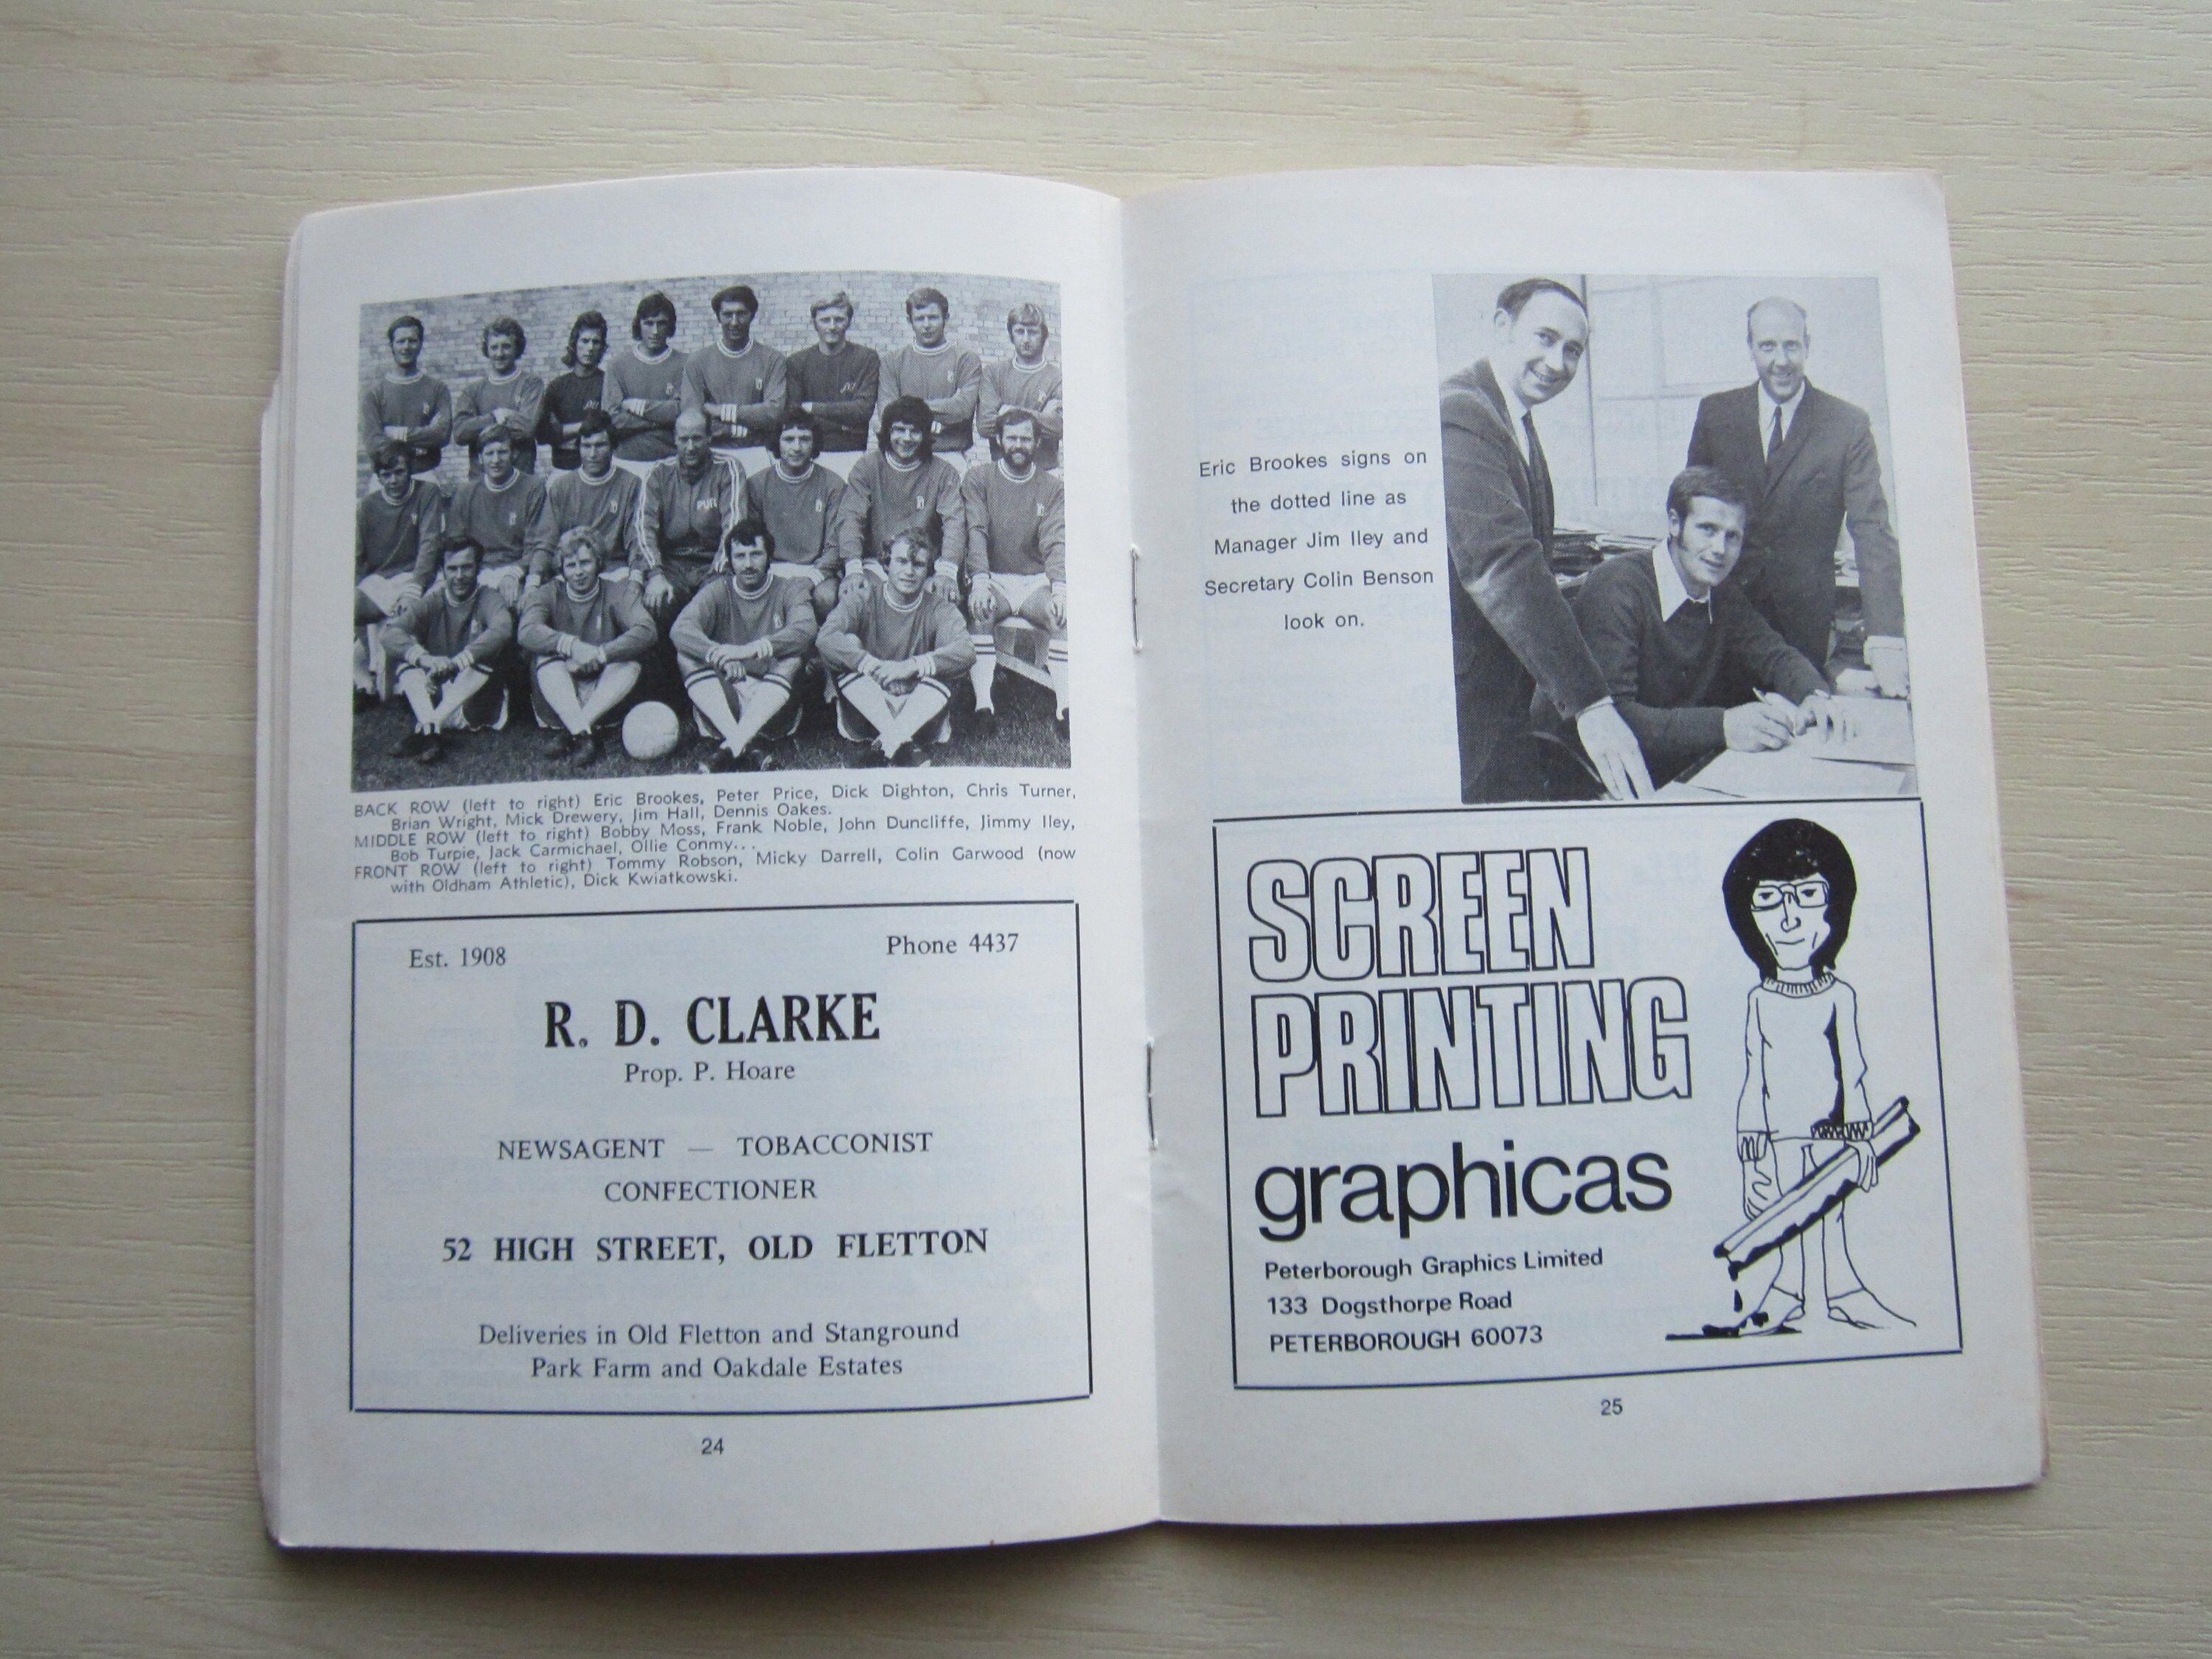 BACK ROW (left to right) Eric Brookes, Peter Price, Dick Dighton, Chris Turner,
Brian Wright, Mick Drewery, Jim Hall, Dennis Oakes.
MIDDLE ROW (left to right) Bobby Moss, Frank Noble, John Duncliffe, Jimmy Iley,
Bob Turpie, Jack Carmichael, Ollie Conmy...
FRONT ROW (left to right) Tommy Robson, Micky Darrell, Colin Garwood (now
with Oldham Athletic), Dick Kwiatkowski.
Est. 1908
Phone 4437
R. D. CLARKE
Prop. P. Hoare
NEWSAGENT — TOBACCONIST
CONFECTIONER
52 HIGH STREET, OLD FLETTON
Deliveries in Old Fletton and Stanground
Park Farm and Oakdale Estates
24
Eric Brookes signs on
the dotted line as
Manager Jim Iley and
Secretary Colin Benson
look on.
SCREEN
PRINTING
graphicas
Peterborough Graphics Limited
133 Dogsthorpe Road
PETERBOROUGH 60073
25